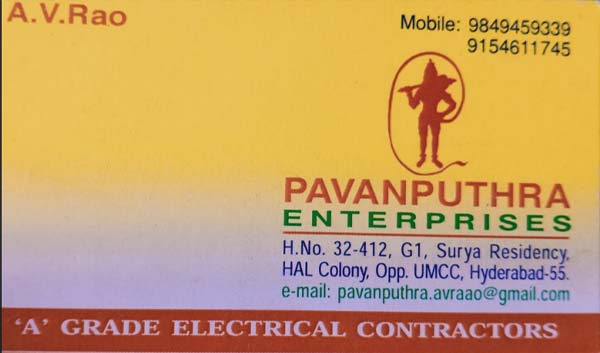 A.V.Rao
Mobile: 9849459339
9154611745
PAVANPUTHRA
ENTERPRISES
H.No. 32-412, G1, Surya Residency,
HAL Colony, Opp. UMCC, Hyderabad-55.
e-mail: pavanputhra.avraao@gmail.com
'A' GRADE ELECTRICAL CONTRACTORS